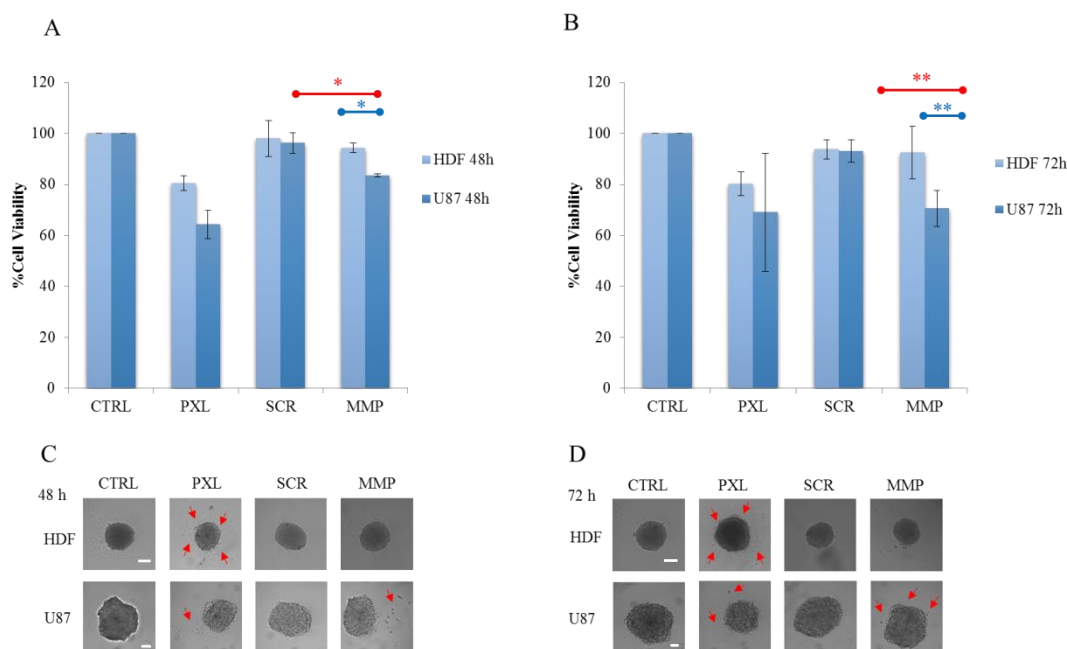 A
120
100
80
60
40
20
0
%Cell Viability
*
*
HDF 48h
U87 48h
CTRL PXL SCR MMP
B
120
100
80
60
40
20
0
%Cell Viability
**
**
HDF 72h
U87 72h
CTRL PXL SCR MMP
C
48 h
CTRL PXL SCR MMP
HDF
U87
D
72 h
CTRL PXL SCR MMP
HDF
U87